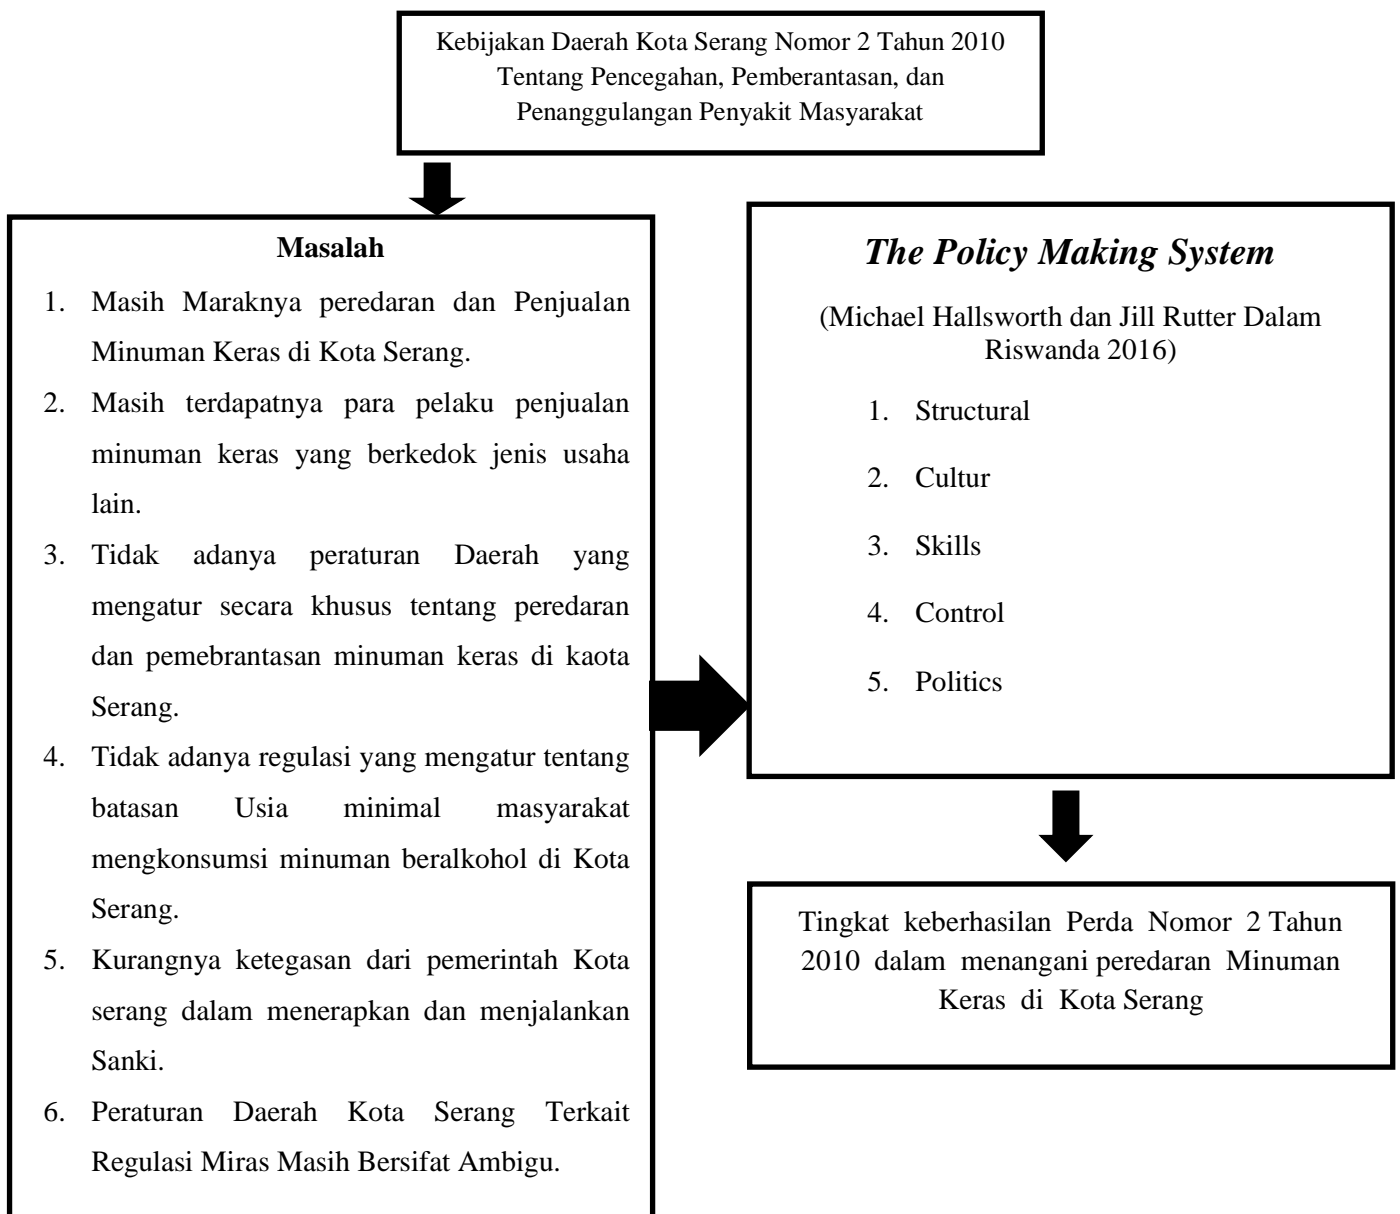 Kebijakan Daerah Kota Serang Nomor 2 Tahun 2010
Tentang Pencegahan, Pemberantasan, dan
Penanggulangan Penyakit Masyarakat
Masalah
1. Masih Maraknya peredaran dan Penjualan
Minuman Keras di Kota Serang.
2. Masih terdapatnya para pelaku penjualan
minuman keras yang berkedok jenis usaha
lain.
3. Tidak adanya peraturan Daerah yang
mengatur secara khusus tentang peredaran
dan pemebrantasan minuman keras di kaota
Serang.
4. Tidak adanya regulasi yang mengatur tentang
batasan Usia minimal masyarakat
mengkonsumsi minuman beralkohol di Kota
Serang.
5. Kurangnya ketegasan dari pemerintah Kota
serang dalam menerapkan dan menjalankan
Sanki.
6. Peraturan Daerah Kota Serang Terkait
Regulasi Miras Masih Bersifat Ambigu.
The Policy Making System
(Michael Hallsworth dan Jill Rutter Dalam
Riswanda 2016)
1. Structural
2. Cultur
3. Skills
4. Control
5. Politics
Tingkat keberhasilan Perda Nomor 2 Tahun
2010 dalam menangani peredaran Minuman
Keras di Kota Serang